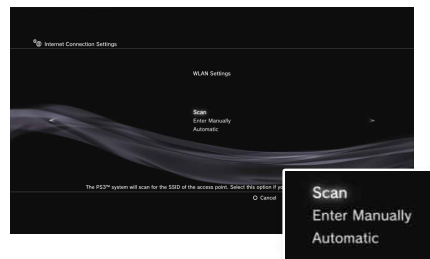 Internet Connection Settings
WLAN Settings
Scan
Enter Manually
Automatic
The PS3™ system will scan for the SSID of the access point. Select this option if yo
Cancel
Scan
Enter Manually
Automatic